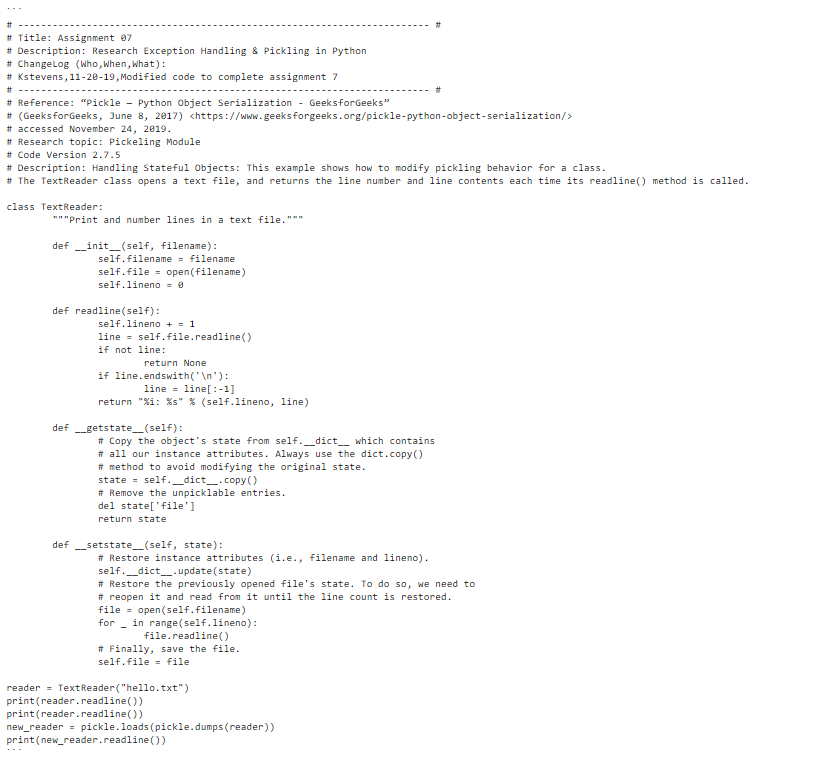 ```
# ------------------------------------------------------------------------ #
# Title: Assignment 07
# Description: Research Exception Handling & Pickling in Python
# ChangeLog (Who,When,What):
# Kstevens,11-20-19,Modified code to complete assignment 7
# ------------------------------------------------------------------------ #
# Reference: “Pickle — Python Object Serialization - GeeksforGeeks”
# (GeeksforGeeks, June 8, 2017) <https://www.geeksforgeeks.org/pickle-python-object-serialization/>
# accessed November 24, 2019.
# Research topic: Pickeling Module
# Code Version 2.7.5
# Description: Handling Stateful Objects: This example shows how to modify pickling behavior for a class.
# The TextReader class opens a text file, and returns the line number and line contents each time its readline() method is called.

class TextReader:
        """Print and number lines in a text file."""

        def __init__(self, filename):
                self.filename = filename
                self.file = open(filename)
                self.lineno = 0

        def readline(self):
                self.lineno + = 1
                line = self.file.readline()
                if not line:
                        return None
                if line.endswith('\n'):
                        line = line[:-1]
                return "%i: %s" % (self.lineno, line)

        def __getstate__(self):
                # Copy the object's state from self.__dict__ which contains
                # all our instance attributes. Always use the dict.copy()
                # method to avoid modifying the original state.
                state = self.__dict__.copy()
                # Remove the unpicklable entries.
                del state['file']
                return state

        def __setstate__(self, state):
                # Restore instance attributes (i.e., filename and lineno).
                self.__dict__.update(state)
                # Restore the previously opened file's state. To do so, we need to
                # reopen it and read from it until the line count is restored.
                file = open(self.filename)
                for _ in range(self.lineno):
                        file.readline()
                # Finally, save the file.
                self.file = file

reader = TextReader("hello.txt")
print(reader.readline())
print(reader.readline())
new_reader = pickle.loads(pickle.dumps(reader))
print(new_reader.readline())
```